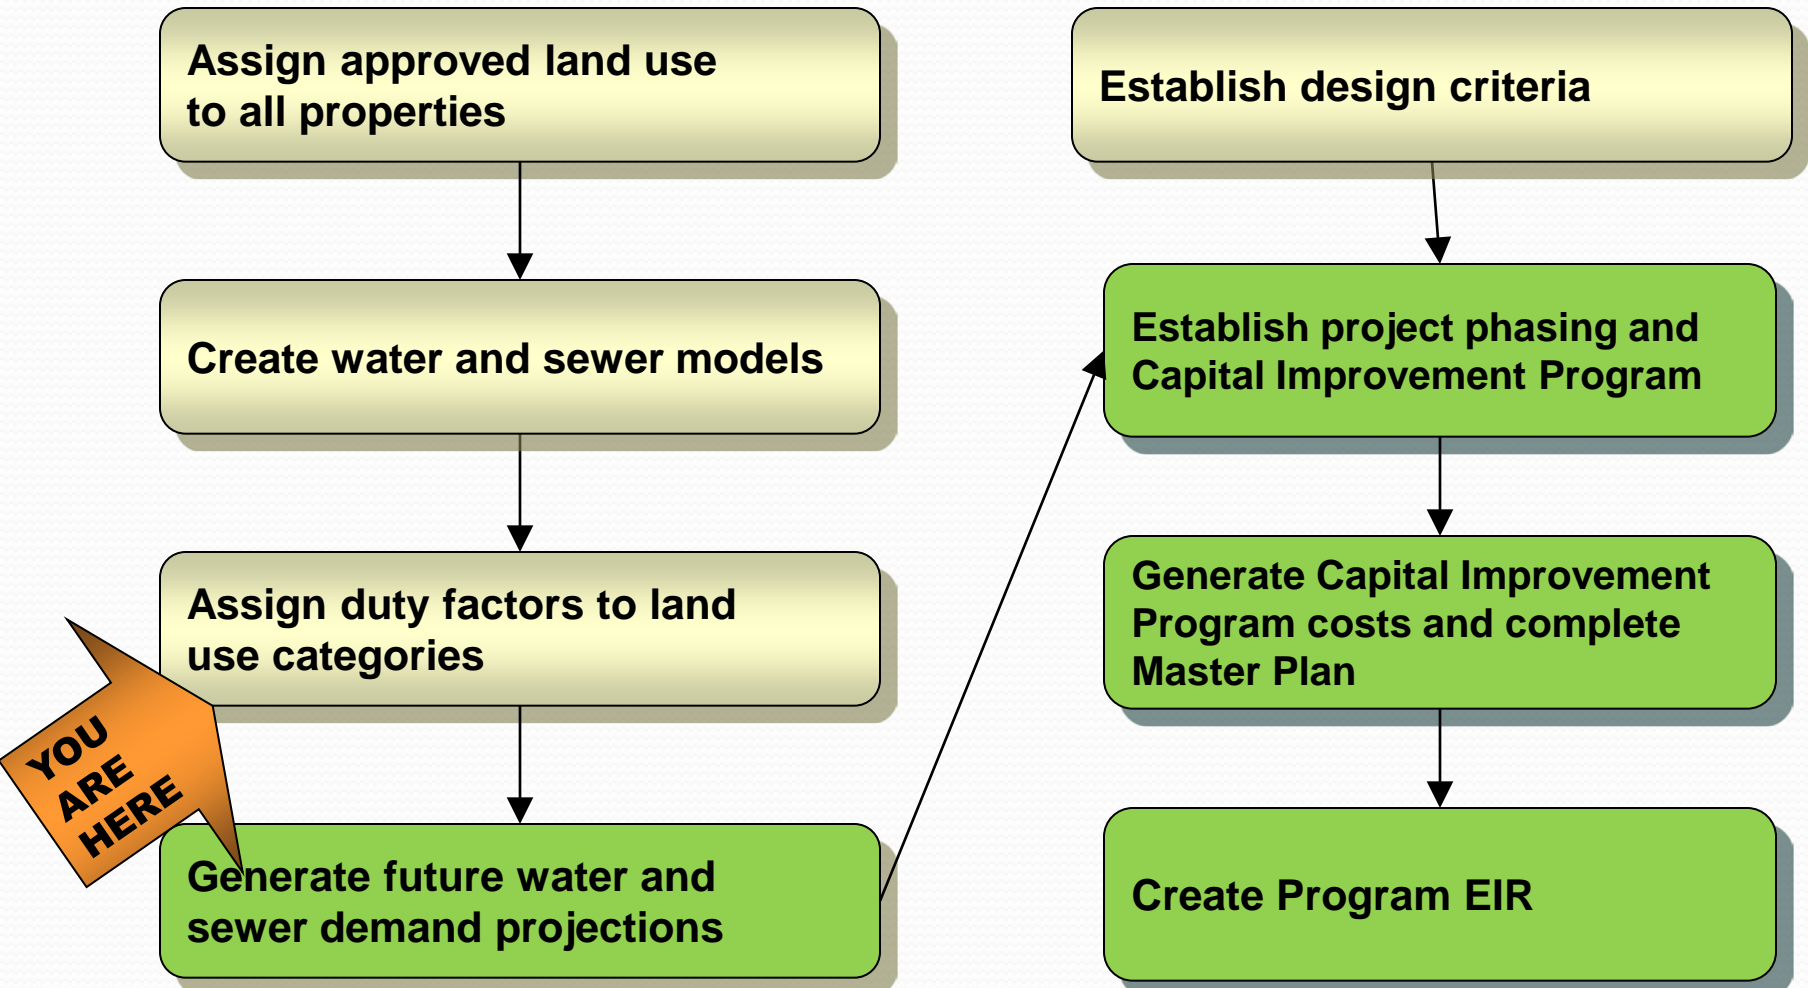 Assign approved land use
to all properties
Create water and sewer models
Assign duty factors to land
use categories
YOU
ARE
HERE
Generate future water and
sewer demand projections
Establish design criteria
Establish project phasing and
Capital Improvement Program
Generate Capital Improvement
Program costs and complete
Master Plan
Create Program EIR